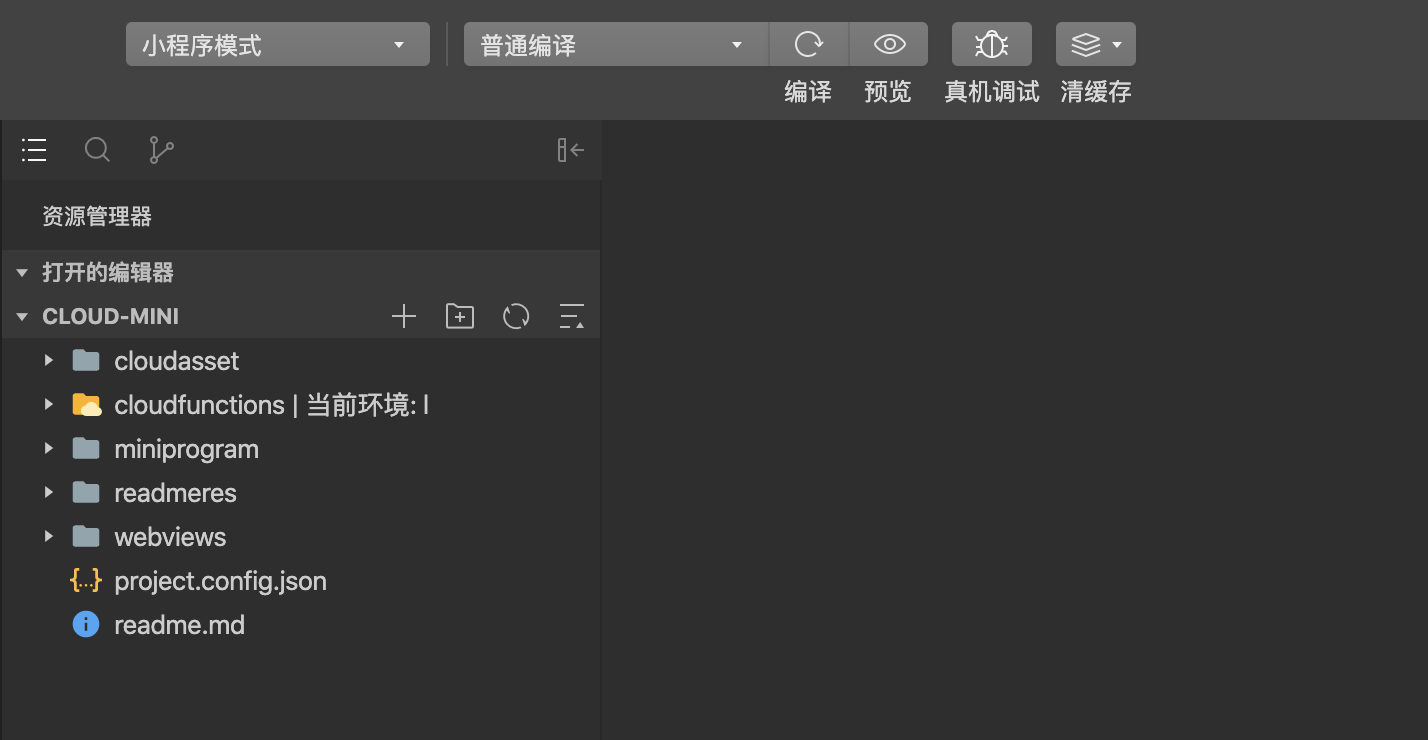 小程序模式 普通编译
编译 预览 真机调试 清缓存
资源管理器
打开的编辑器
CLOUD-MINI
cloudasset
cloudfunctions | 当前环境: l
miniprogram
readmeres
webviews
{...} project.config.json
readme.md